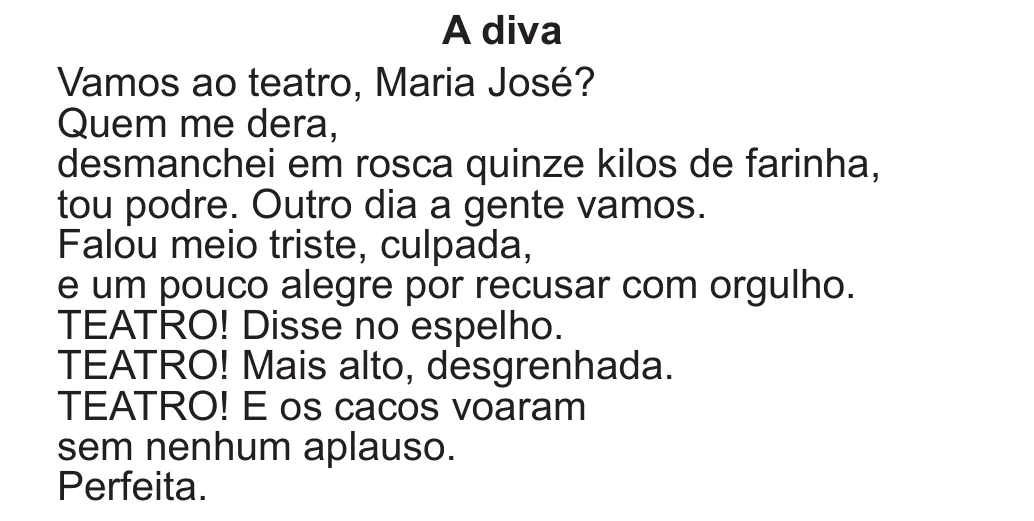 A diva
Vamos ao teatro, Maria José?
Quem me dera,
desmanchei em rosca quinze kilos de farinha,
tou podre. Outro dia a gente vamos.
Falou meio triste, culpada,
e um pouco alegre por recusar com orgulho.
TEATRO! Disse no espelho.
TEATRO! Mais alto, desgrenhada.
TEATRO! E os cacos voaram
sem nenhum aplauso.
Perfeita.